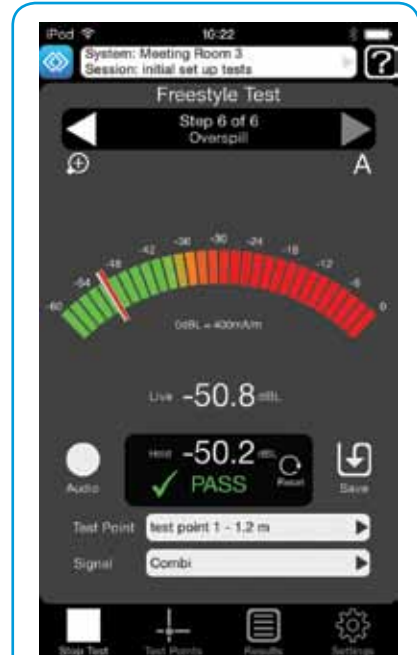 iPod 10:22
System: Meeting Room 3
Session: initial set up tests
?
Freestyle Test
Step 6 of 6
Overspill
A
-60 -54 -48 -42 -36 -30 -24 -18 -12 -6 0
0dBL = 400mA/m
Live -50.8 dBL
Hold -50.2 dBL
PASS
Reset
Audio Save
Test Point test point 1 - 1.2 m
Signal Combi
Stop Test Test Points Results Settings